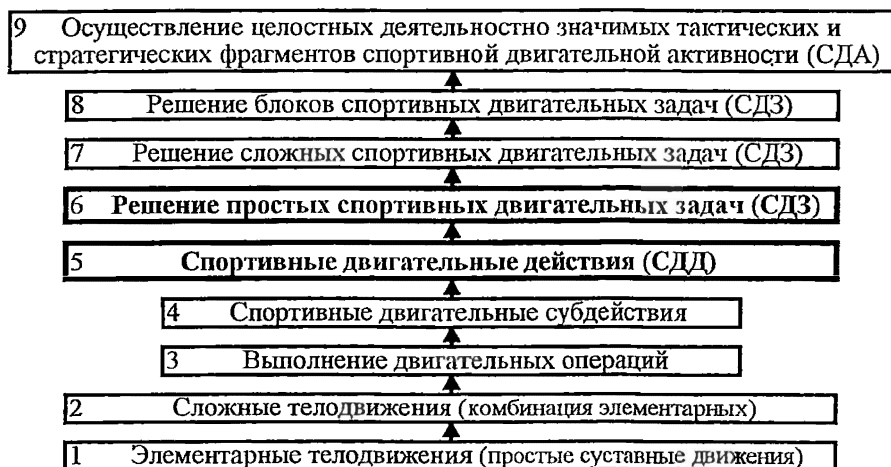 9 Осуществление целостных деятельностно значимых тактических и
стратегических фрагментов спортивной двигательной активности (СДА)
8 Решение блоков спортивных двигательных задач (СДЗ)
7 Решение сложных спортивных двигательных задач (СДЗ)
6 Решение простых спортивных двигательных задач (СДЗ)
5 Спортивные двигательные действия (СДД)
4 Спортивные двигательные субдействия
3 Выполнение двигательных операций
2 Сложные телодвижения (комбинация элементарных)
1 Элементарные телодвижения (простые суставные движения)